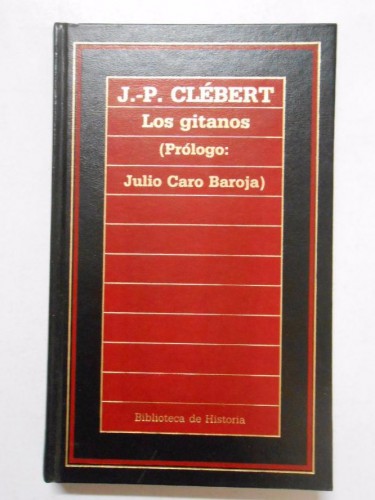 J.-P. CLÉBERT
Los gitanos
(Prólogo:
Julio Caro Baroja)
Biblioteca de Historia